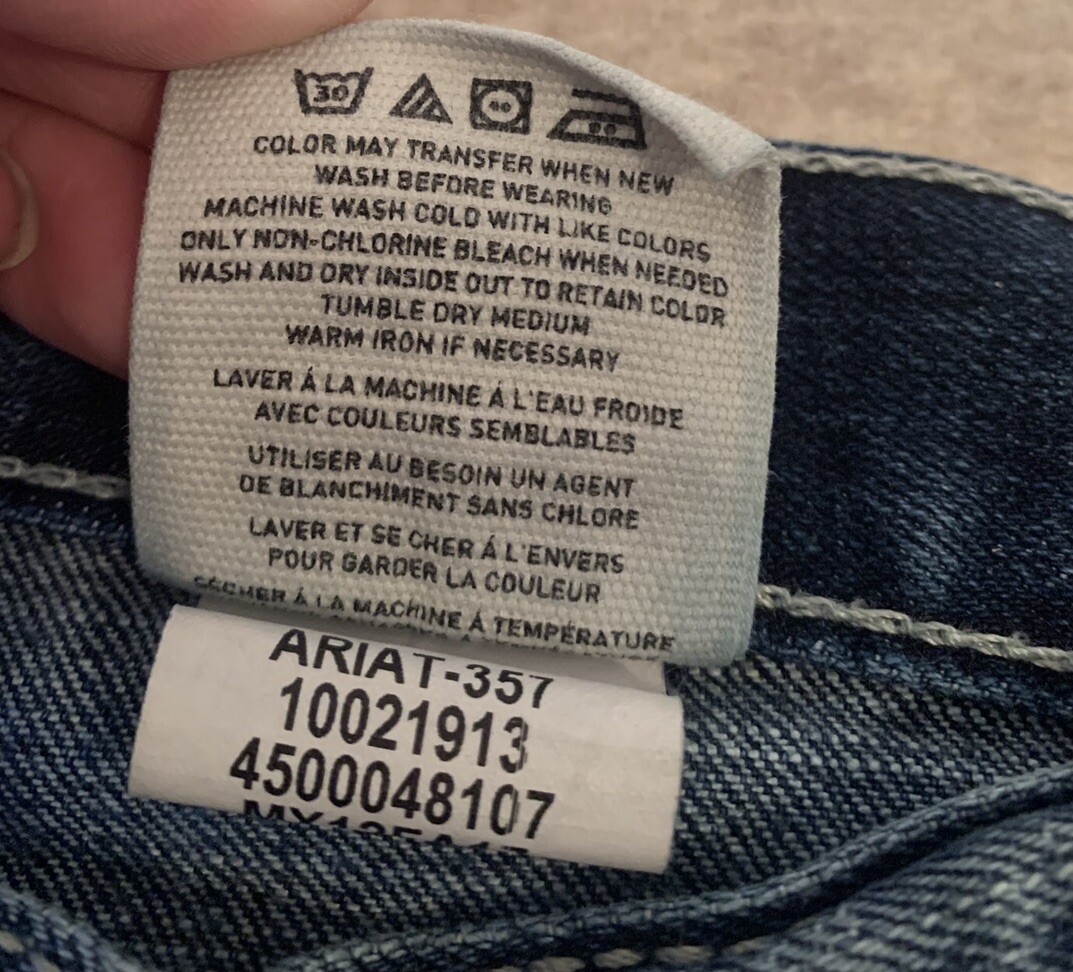 30
COLOR MAY TRANSFER WHEN NEW
WASH BEFORE WEARING
MACHINE WASH COLD WITH LIKE COLORS
ONLY NON-CHLORINE BLEACH WHEN NEEDED
WASH AND DRY INSIDE OUT TO RETAIN COLOR
TUMBLE DRY MEDIUM
WARM IRON IF NECESSARY
LAVER Á LA MACHINE Á L'EAU FROIDE
AVEC COULEURS SEMBLABLES
UTILISER AU BESOIN UN AGENT
DE BLANCHIMENT SANS CHLORE
LAVER ET SE CHER Á L'ENVERS
POUR GARDER LA COULEUR
SÉCHER Á LA MACHINE Á TEMPÉRATURE
ARIAT-357
10021913
4500048107